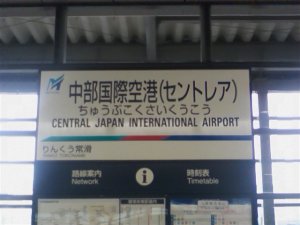 中部国際空港(セントレア)
ちゅうぶこくさいくうこう
CENTRAL JAPAN INTERNATIONAL AIRPORT
りんくう常滑
RINKU TOKONAME
路線案内
Network
i
時刻表
Timetable